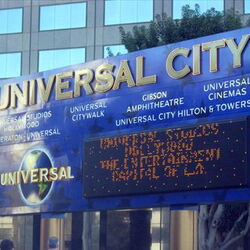 UNIVERSAL CITY
UNIVERSAL STUDIOS
HOLLYWOOD
SHERATON UNIVERSAL
UNIVERSAL
CITYWALK
GIBSON
AMPHITHEATRE
UNIVERSAL
CINEMAS
UNIVERSAL CITY HILTON & TOWERS
UNIVERSAL
UNIVERSAL STUDIOS
HOLLYWOOD
THE ENTERTAINMENT
CAPITAL OF L.A.